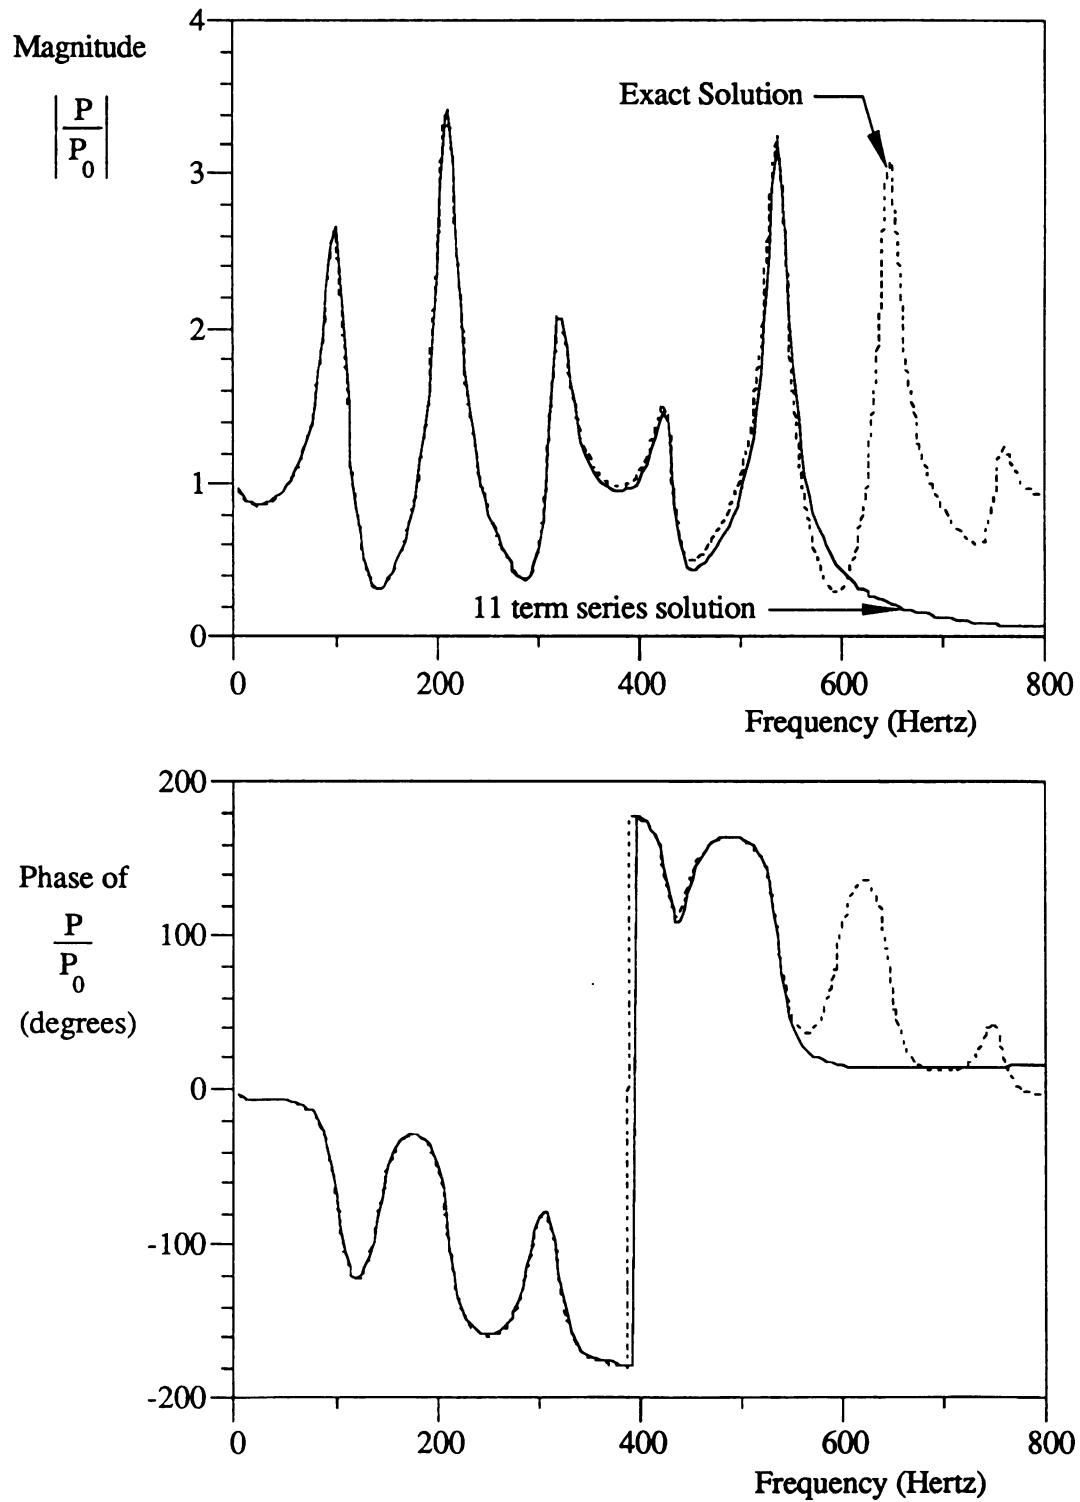 4
Magnitude
Exact Solution
P
P0
3
2
1
11 term series solution
0
0 200 400 600 800
Frequency (Hertz)
200
Phase of
P
P0
(degrees)
100
0
-100
-200
0 200 400 600 800
Frequency (Hertz)